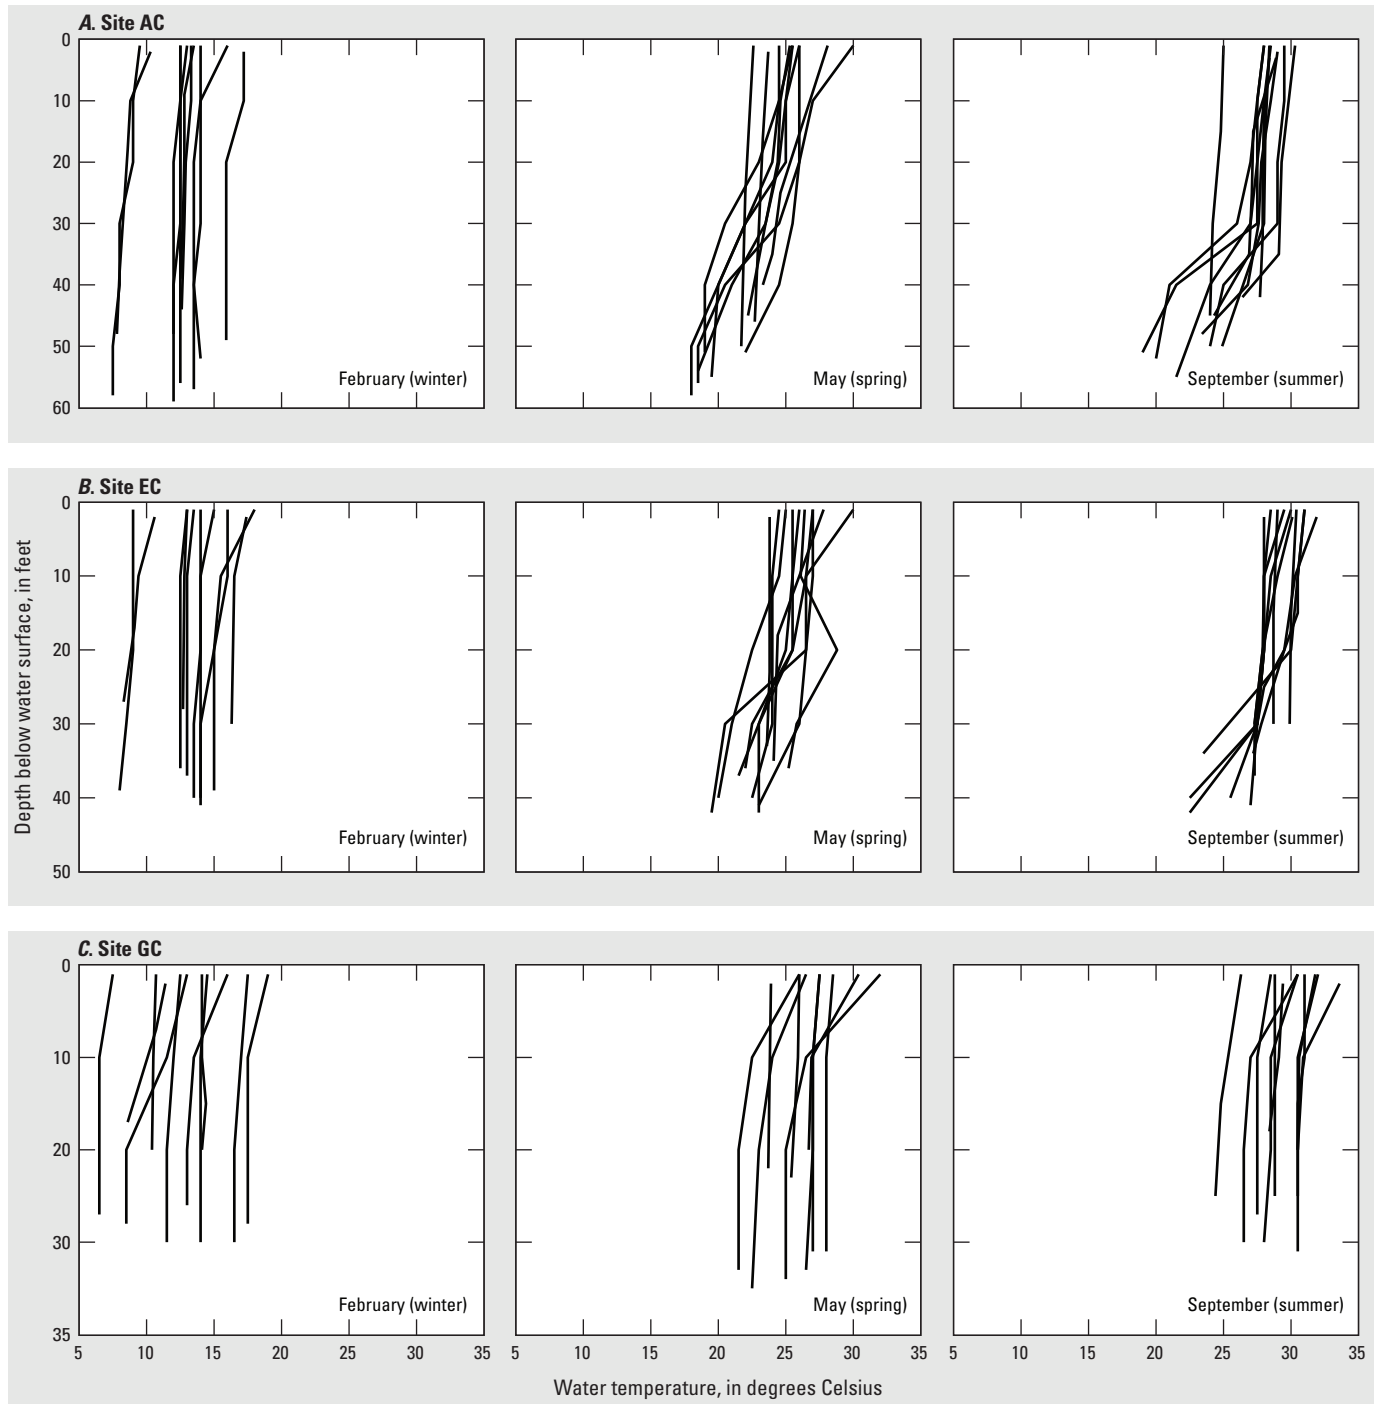 A. Site AC
0
10
20
30
40
50
60
February (winter)
May (spring)
September (summer)
B. Site EC
0
10
20
30
40
50
February (winter)
May (spring)
September (summer)
Depth below water surface, in feet
C. Site GC
0
10
20
30
35
February (winter)
May (spring)
September (summer)
5 10 15 25 25 30 35 5 10 15 20 25 30 35 5 10 15 20 25 30 35
Water temperature, in degrees Celsius